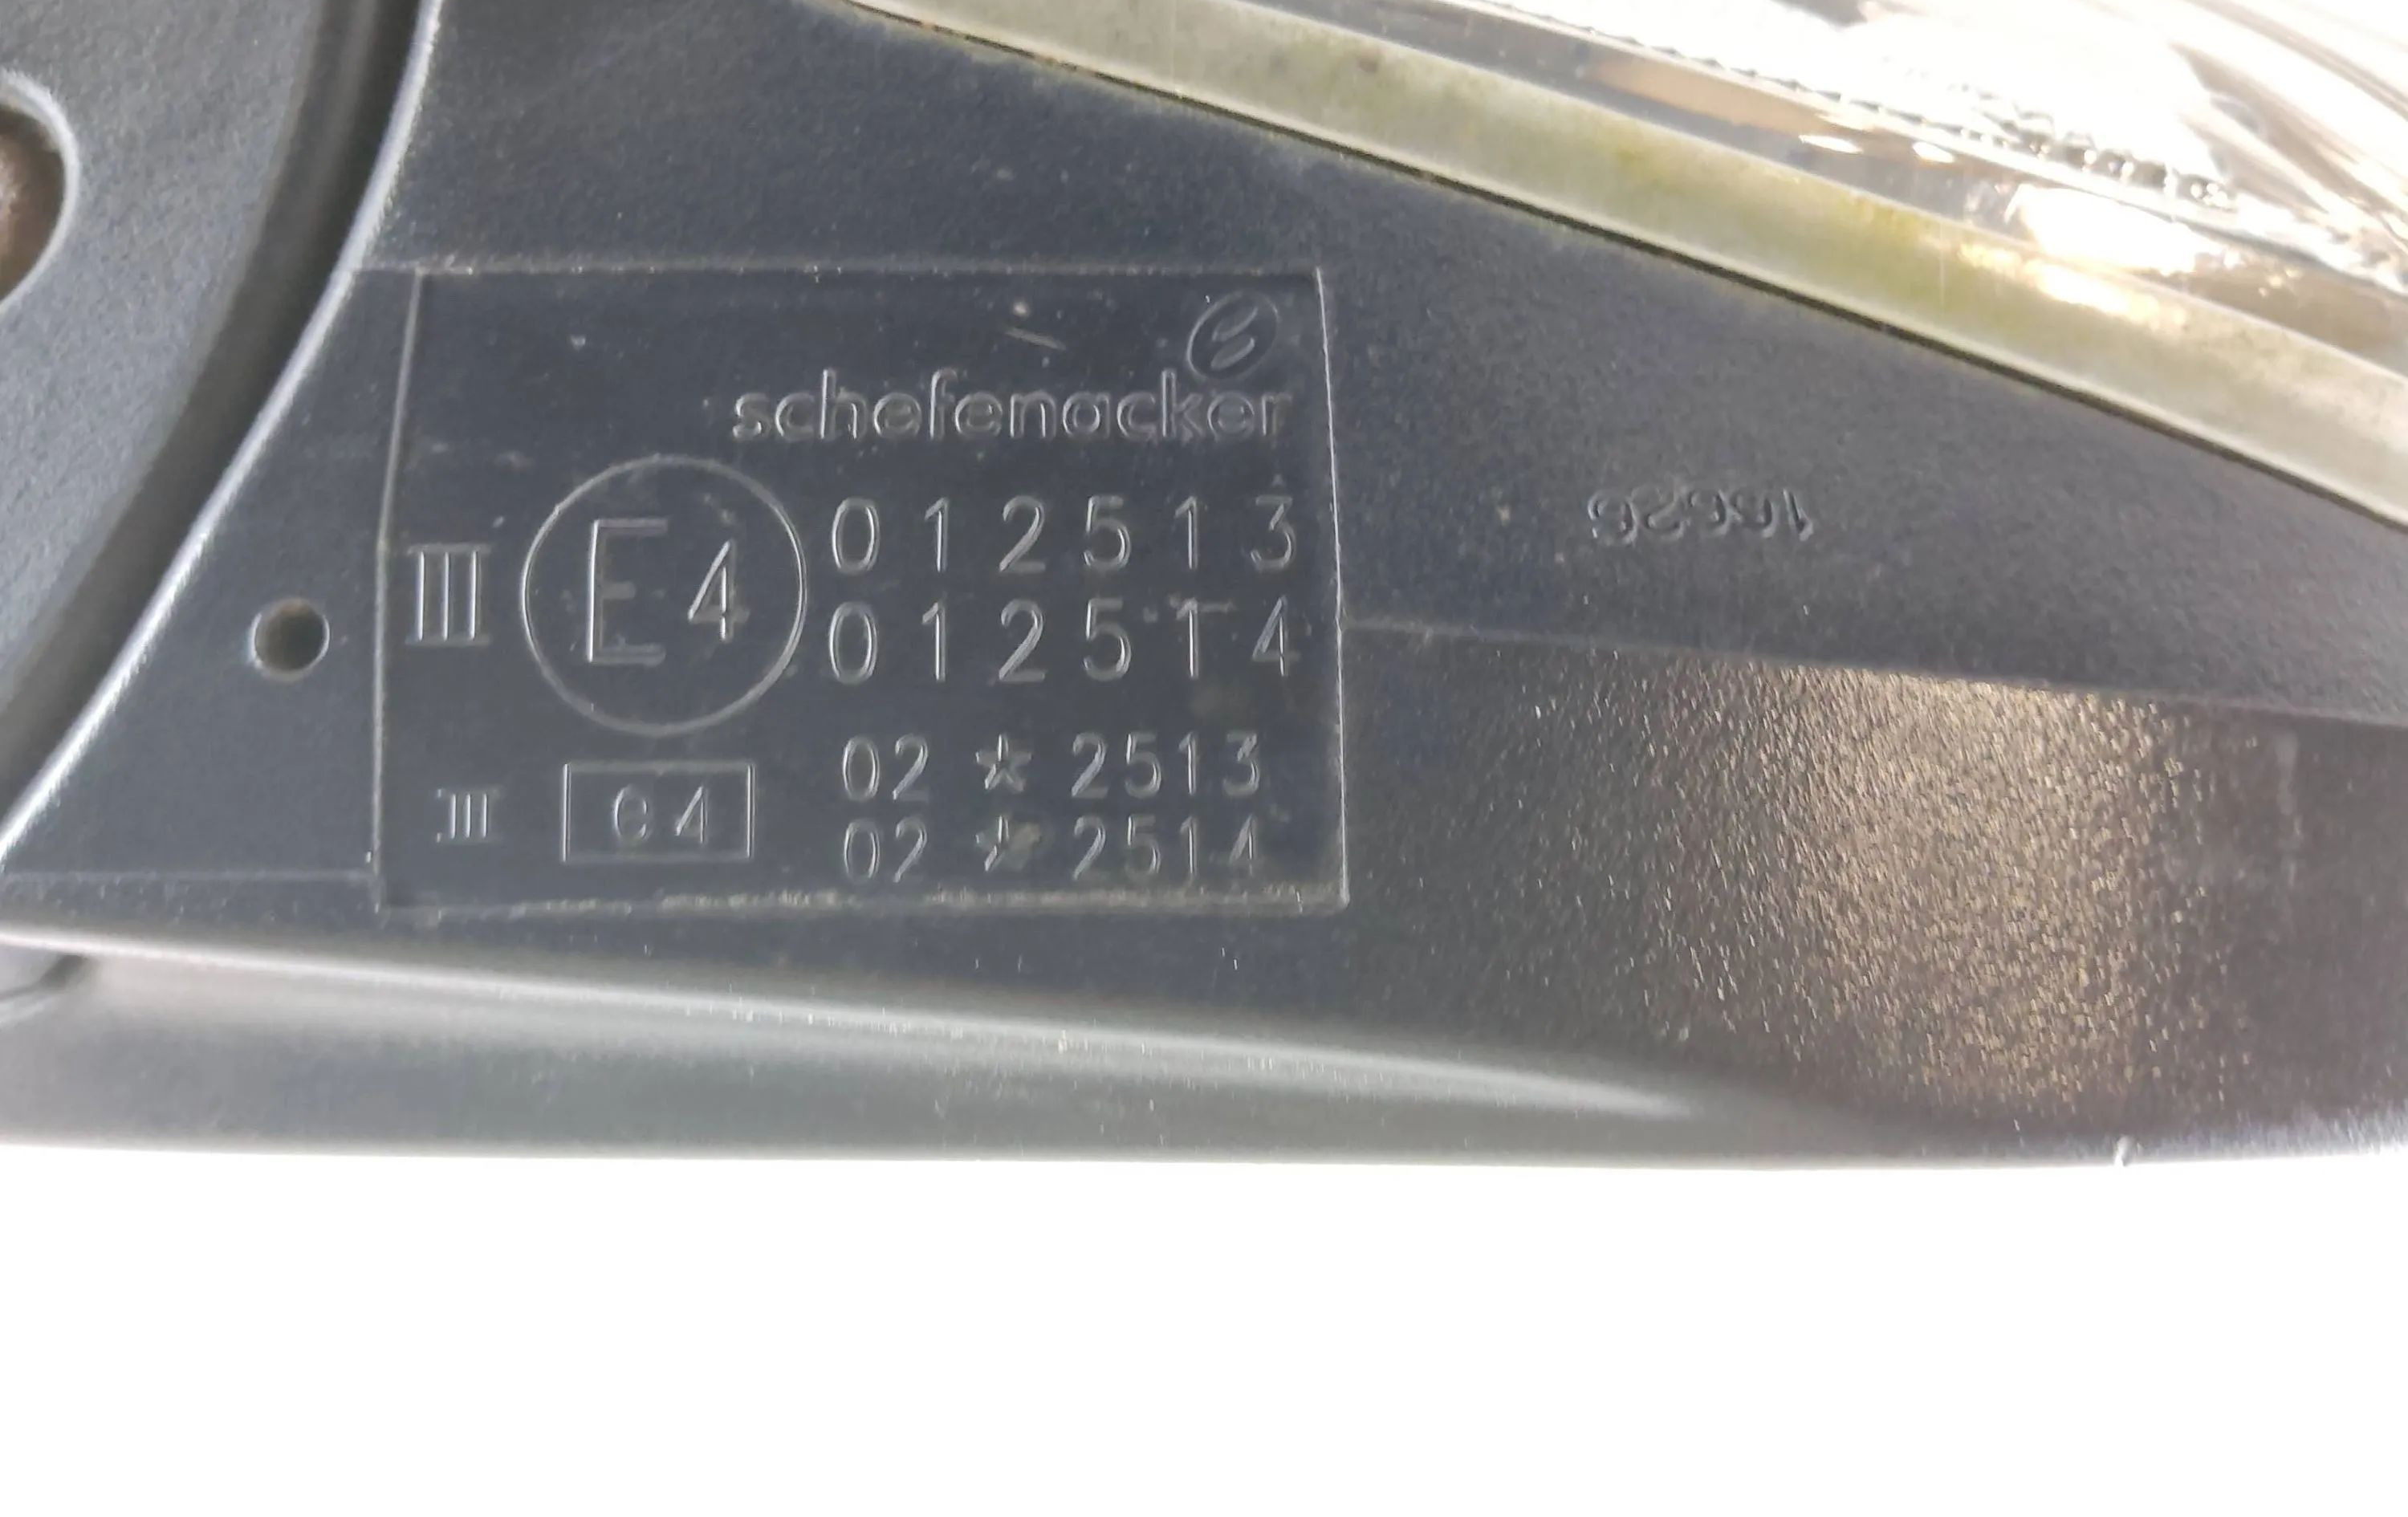 schefenacker
III E4 012513
012514
02 * 2513
III e4 02 * 2514